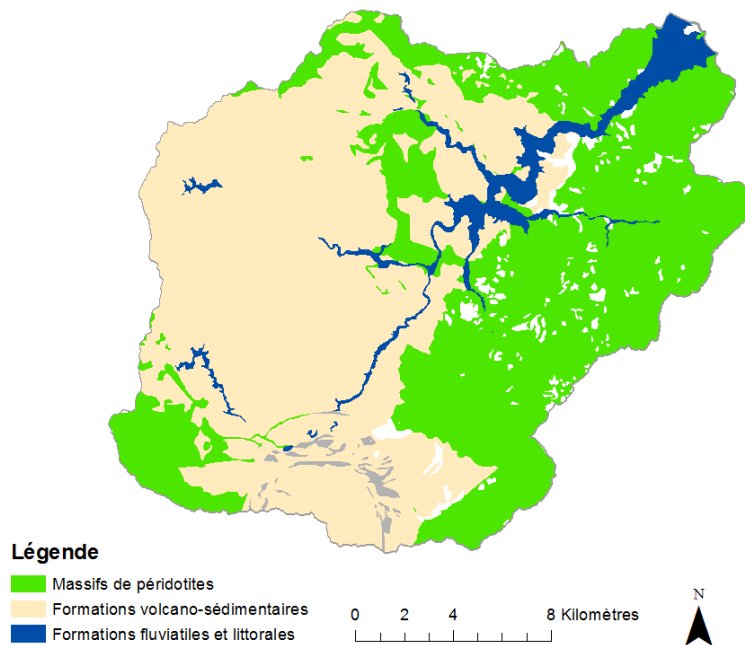 Légende
Massifs de péridotites
Formations volcano-sédimentaires
Formations fluviatiles et littorales
0 2 4 8 Kilomètres
N